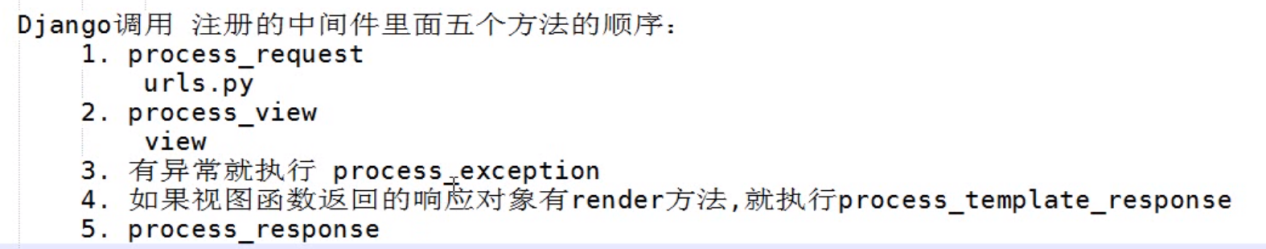 Django调用 注册的中间件里面五个方法的顺序：
1. process_request
urls.py
2. process_view
view
3. 有异常就执行 process_exception
4. 如果视图函数返回的响应对象有render方法,就执行process_template_response
5. process_response